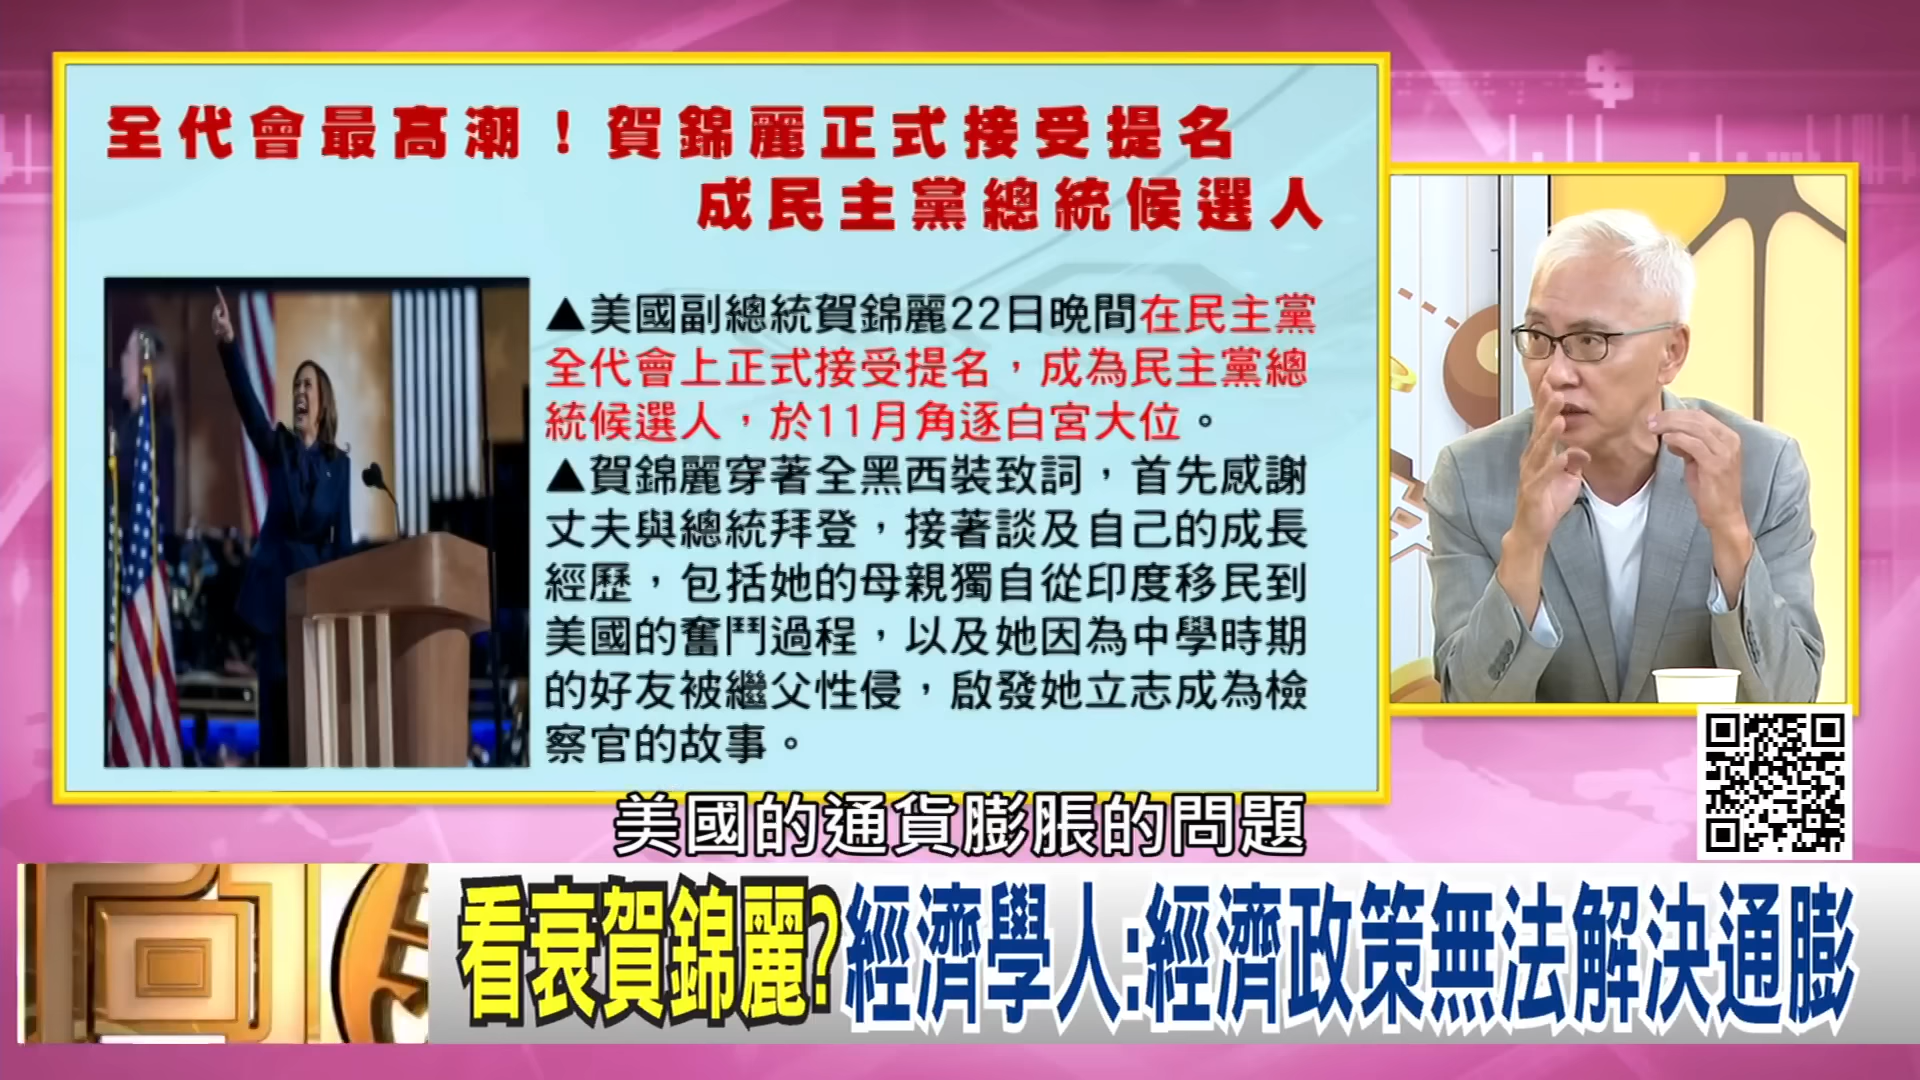 全代會最高潮！賀錦麗正式接受提名
成民主黨總統候選人
▲美國副總統賀錦麗22日晚間在民主黨
全代會上正式接受提名，成為民主黨總
統候選人，於11月角逐白宮大位。
▲賀錦麗穿著全黑西裝致詞，首先感謝
丈夫與總統拜登，接著談及自己的成長
經歷，包括她的母親獨自從印度移民到
美國的奮鬥過程，以及她因為中學時期
的好友被繼父性侵，啟發她立志成為檢
察官的故事。
美國的通貨膨脹的問題
看衰賀錦麗?經濟學人:經濟政策無法解決通膨